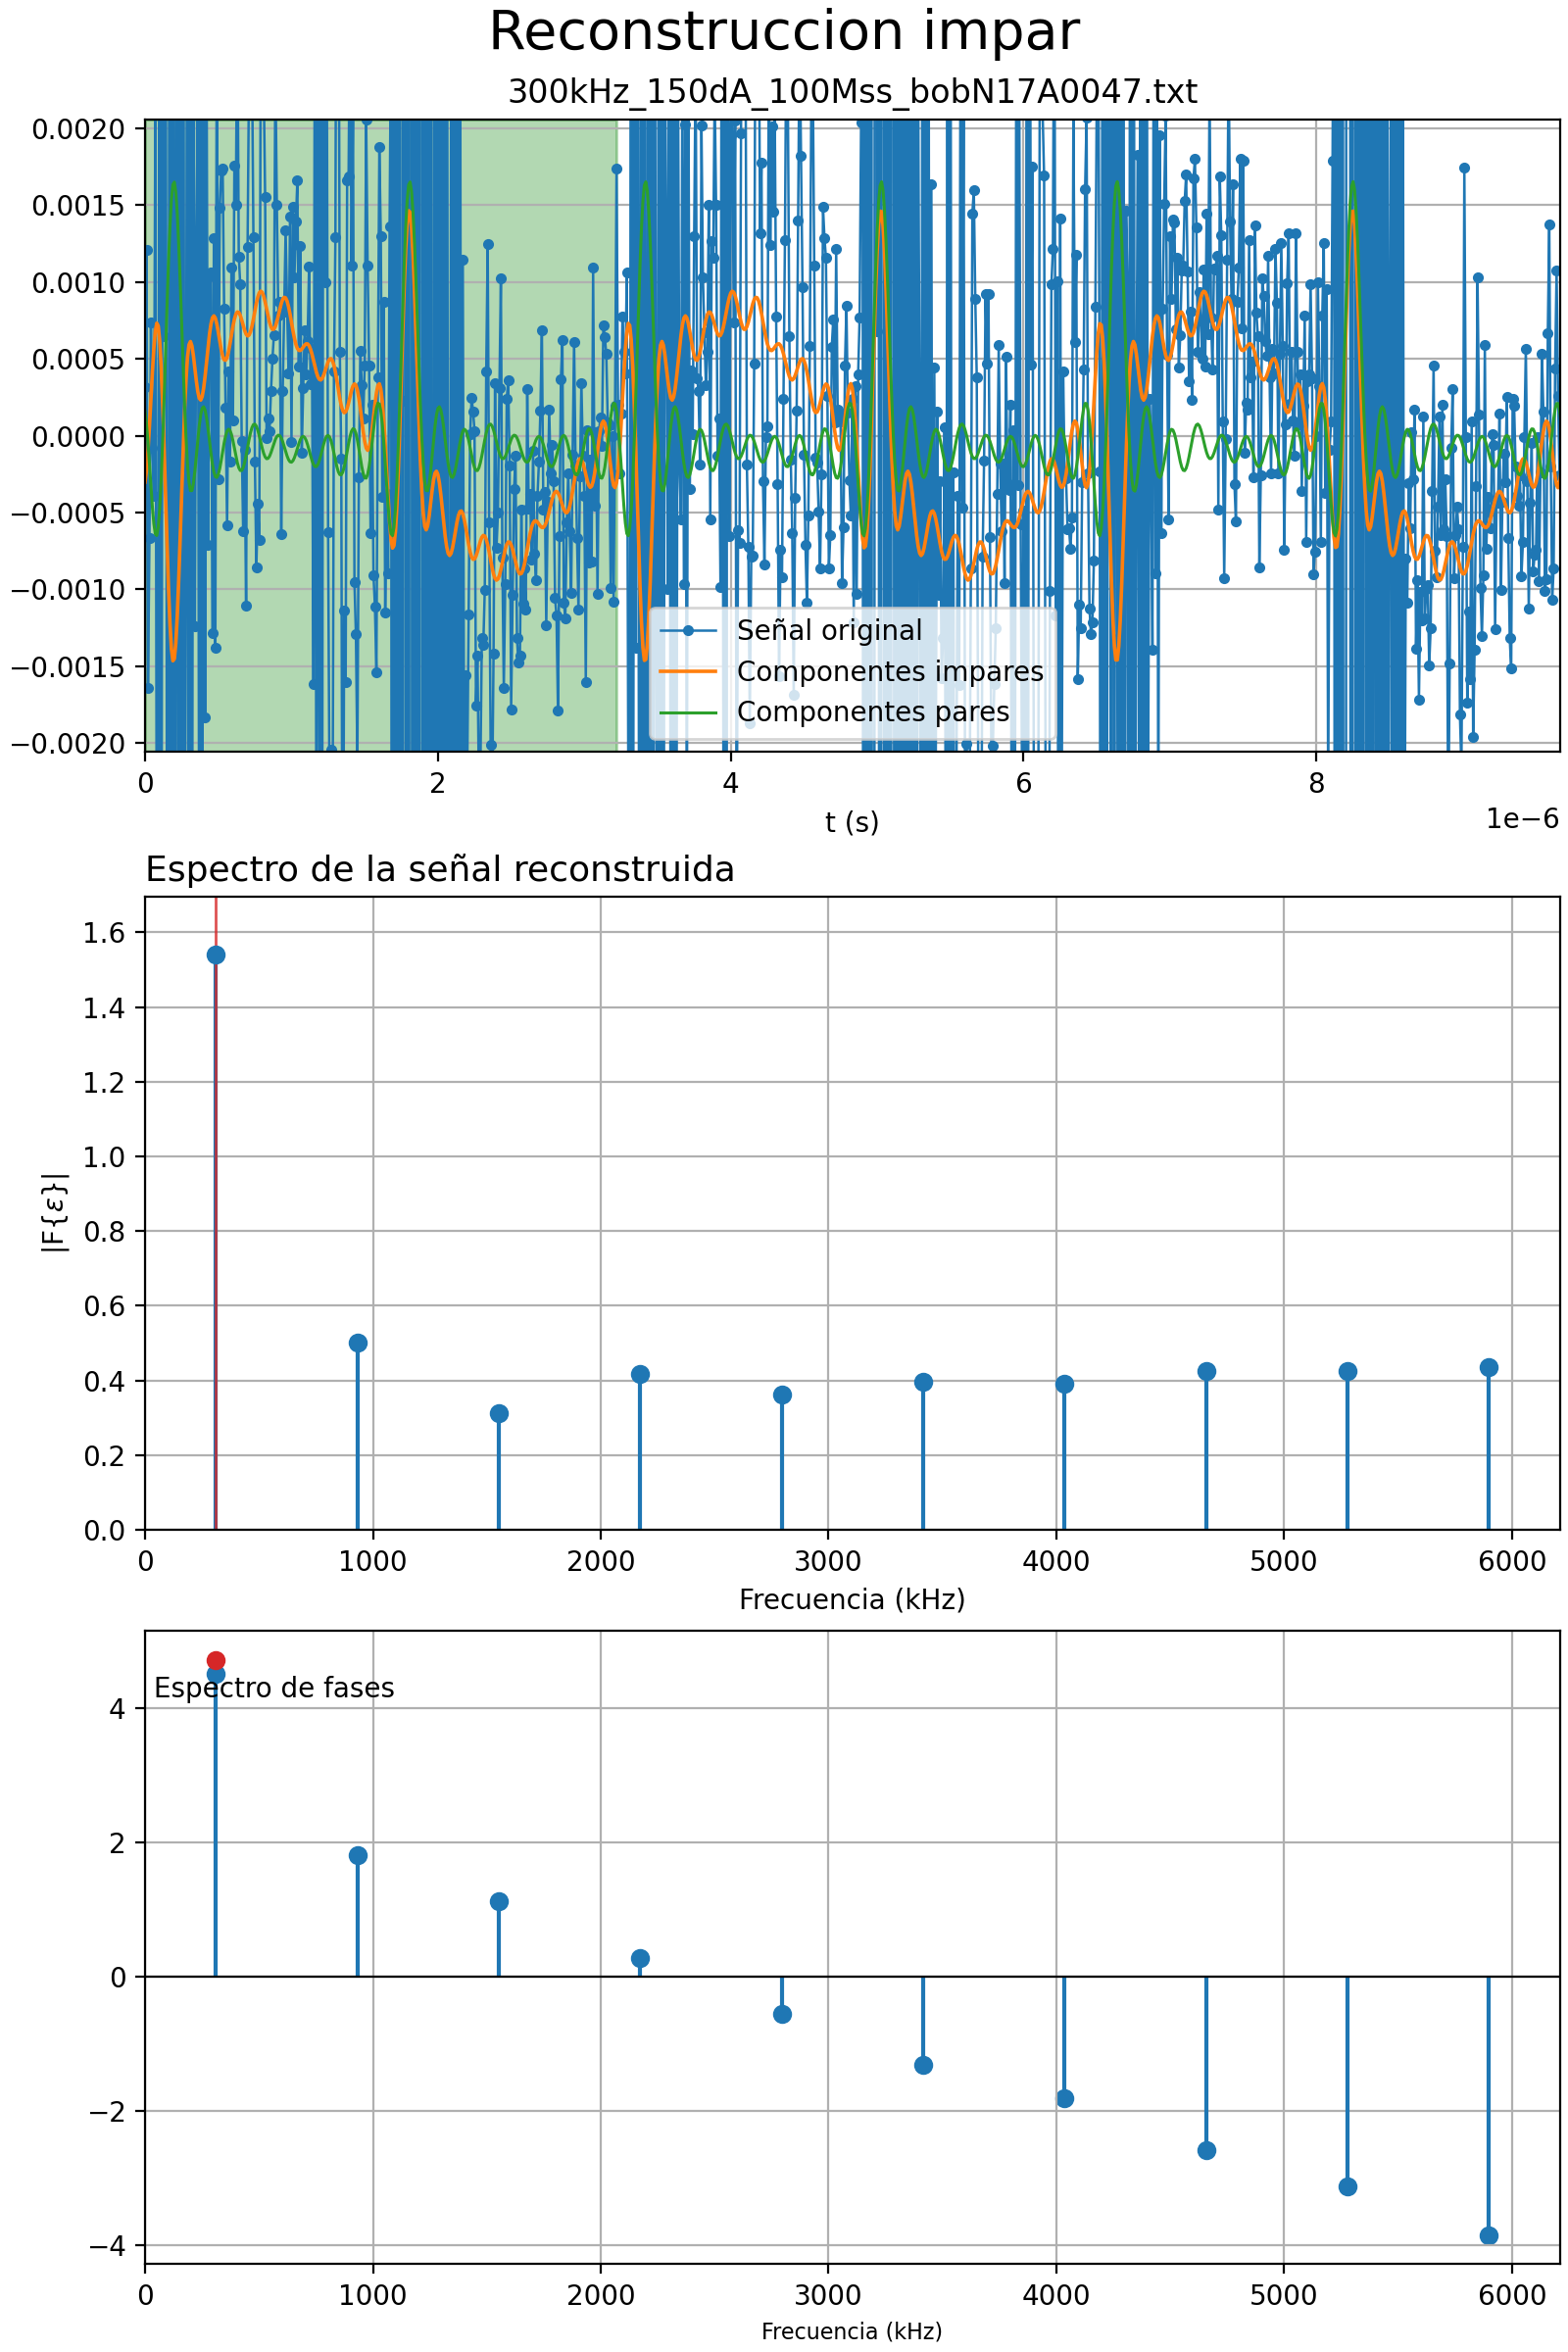 Reconstruccion impar
300kHz_150dA_100Mss_bobN17A0047.txt
0.0020
0.0015
0.0010
0.0005
0.0000
−0.0005
−0.0010
−0.0015
−0.0020
Señal original
Componentes impares
Componentes pares
0 2 4 6 8
1e−6
t (s)
Espectro de la señal reconstruida
1.6
1.4
1.2
1.0
0.8
0.6
0.4
0.2
0.0
|F{ε}|
0 1000 2000 3000 4000 5000 6000
Frecuencia (kHz)
Espectro de fases
4
2
0
−2
−4
0 1000 2000 3000 4000 5000 6000
Frecuencia (kHz)